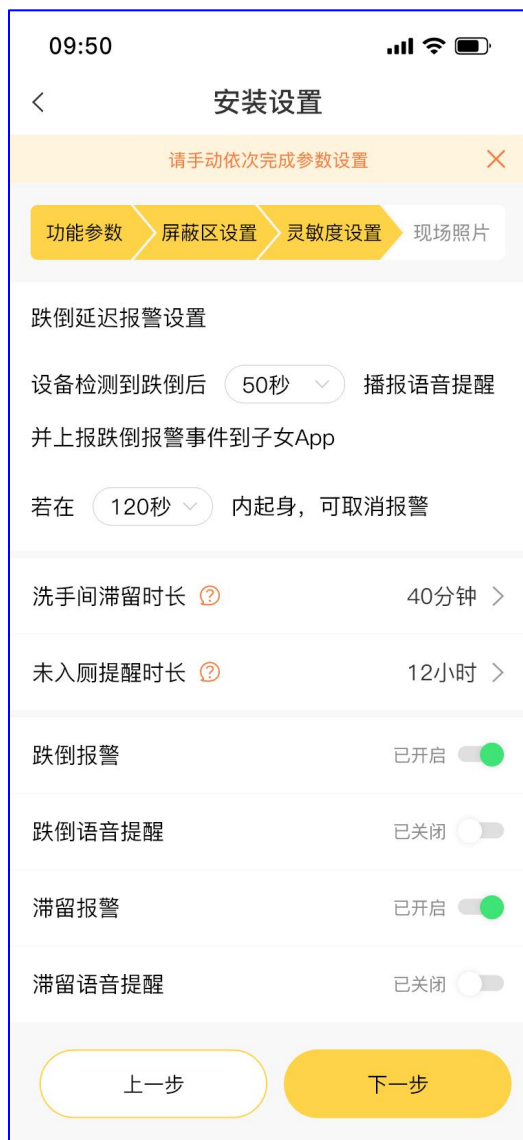 09:50
安装设置
请手动依次完成参数设置
功能参数 屏蔽区设置 灵敏度设置 现场照片
跌倒延迟报警设置
设备检测到跌倒后 50秒 播报语音提醒
并上报跌倒报警事件到子女App
若在 120秒 内起身，可取消报警
洗手间滞留时长 ? 40分钟
未入厕提醒时长 ? 12小时
跌倒报警 已开启
跌倒语音提醒 已关闭
滞留报警 已开启
滞留语音提醒 已关闭
上一步 下一步